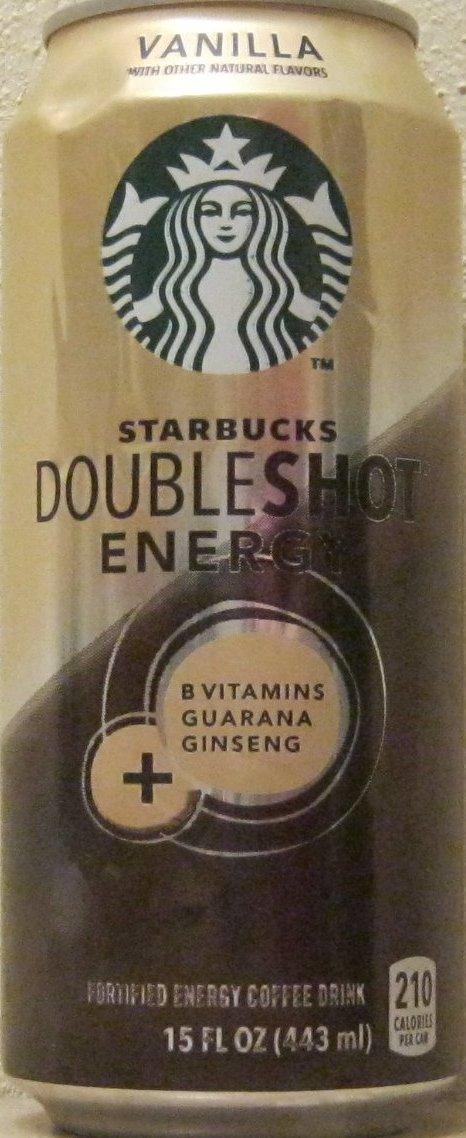 VANILLA
WITH OTHER NATURAL FLAVORS
TM
STARBUCKS
DOUBLESHOT
ENERGY
B VITAMINS
GUARANA
GINSENG
+
FORTIFIED ENERGY COFFEE DRINK
15 FL OZ (443 ml)
210
CALORIES
PER CAN